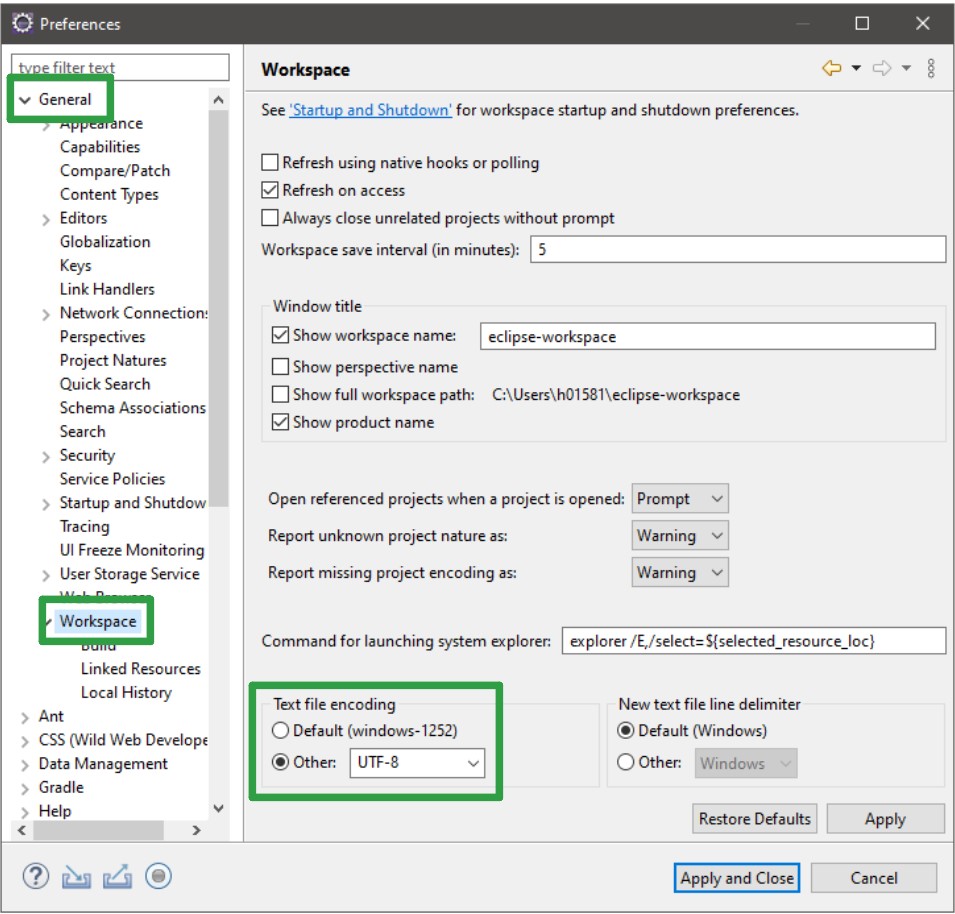 Preferences
type filter text
General
Appearance
Capabilities
Compare/Patch
Content Types
Editors
Globalization
Keys
Link Handlers
Network Connections
Perspectives
Project Natures
Quick Search
Schema Associations
Search
Security
Service Policies
Startup and Shutdow
Tracing
UI Freeze Monitoring
User Storage Service
Web Browser
Workspace
Build
Linked Resources
Local History
Ant
CSS (Wild Web Develope
Data Management
Gradle
Help
Workspace
See 'Startup and Shutdown' for workspace startup and shutdown preferences.
Refresh using native hooks or polling
Refresh on access
Always close unrelated projects without prompt
Workspace save interval (in minutes): 5
Window title
Show workspace name: eclipse-workspace
Show perspective name
Show full workspace path: C:\Users\h01581\eclipse-workspace
Show product name
Open referenced projects when a project is opened: Prompt
Report unknown project nature as: Warning
Report missing project encoding as: Warning
Command for launching system explorer: explorer /E,/select=${selected_resource_loc}
Text file encoding
Default (windows-1252)
Other: UTF-8
New text file line delimiter
Default (Windows)
Other: Windows
Restore Defaults Apply
Apply and Close Cancel